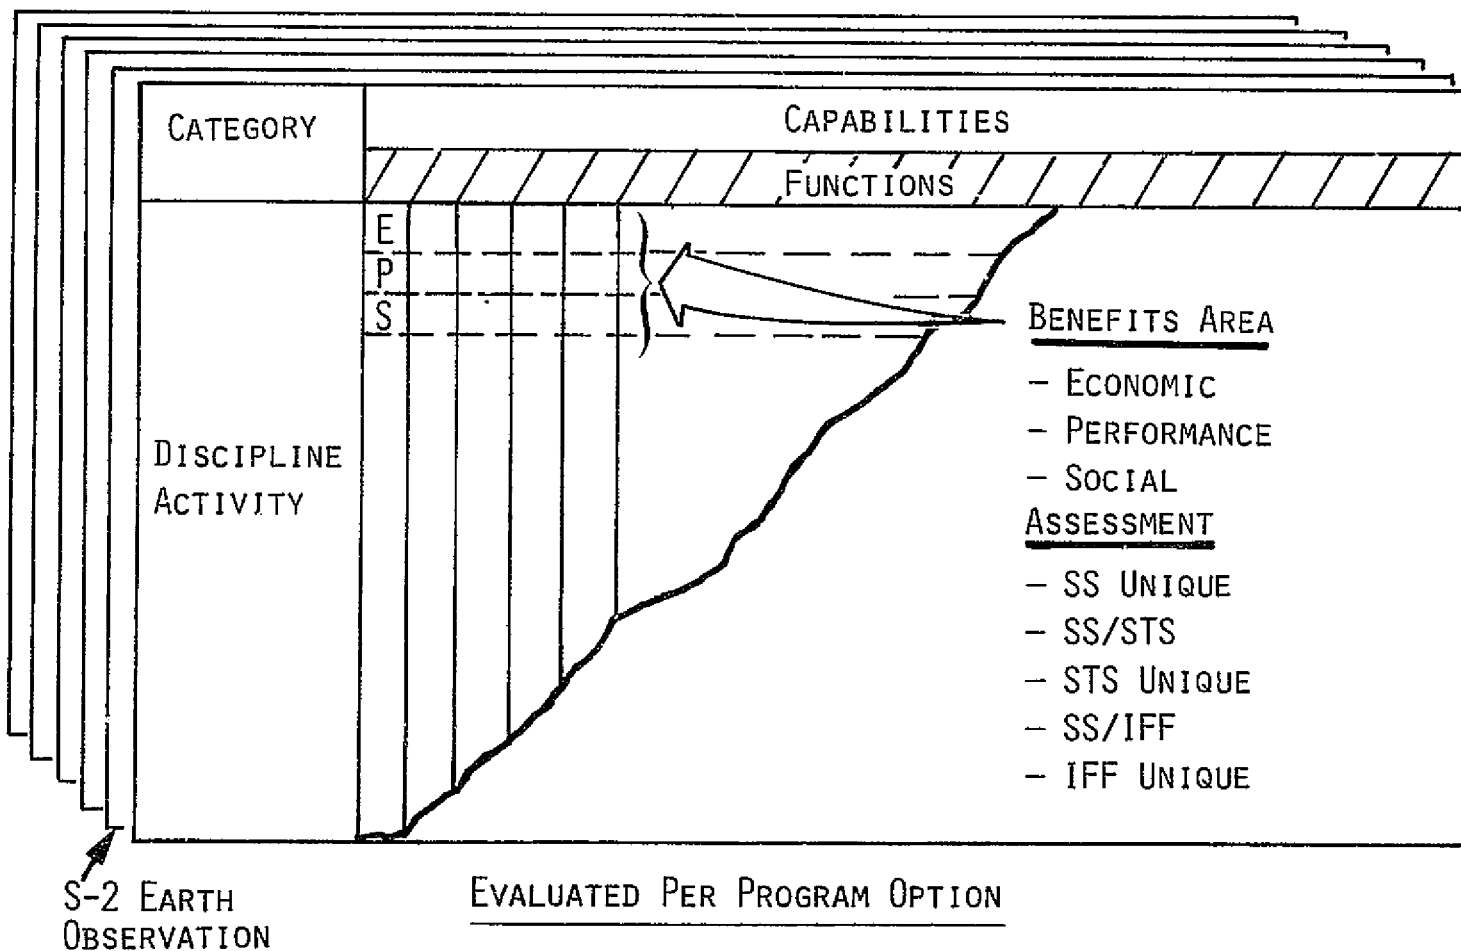 CATEGORY
CAPABILITIES
FUNCTIONS
E
P
S
DISCIPLINE
ACTIVITY
BENEFITS AREA
- ECONOMIC
- PERFORMANCE
- SOCIAL
ASSESSMENT
- SS UNIQUE
- SS/STS
- STS UNIQUE
- SS/IFF
- IFF UNIQUE
S-2 EARTH
OBSERVATION
EVALUATED PER PROGRAM OPTION